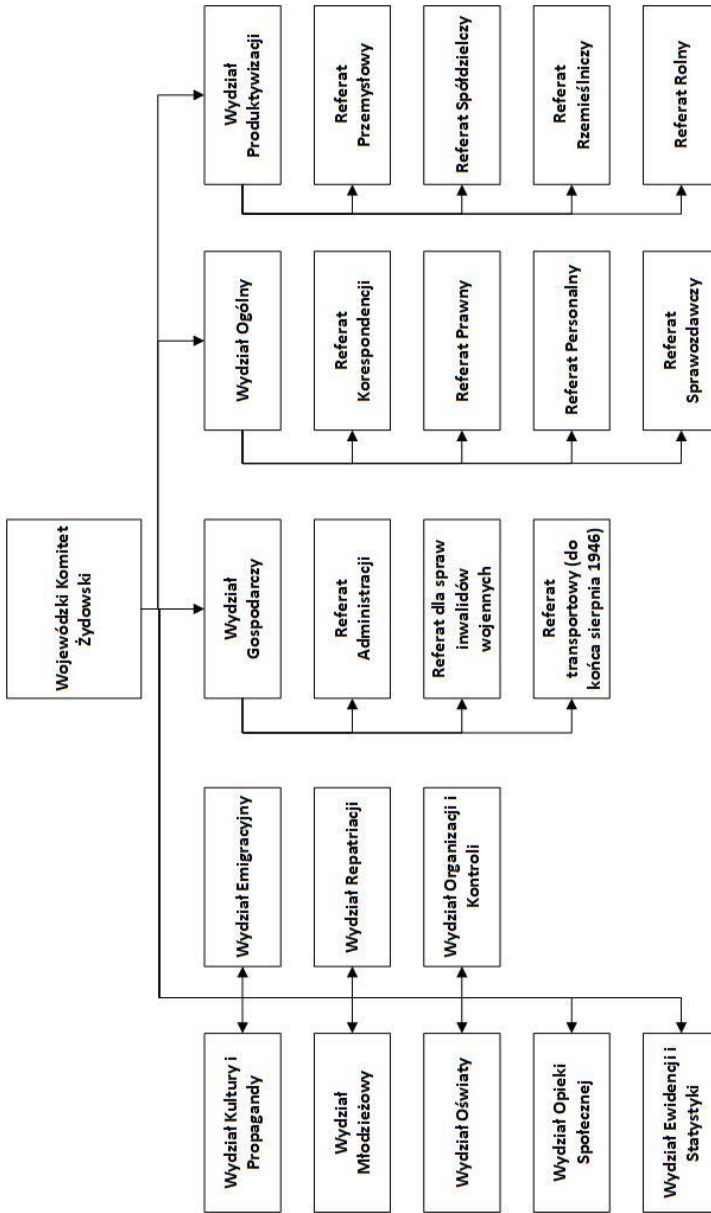 Wojewódzki Komitet
Żydowski
Wydział Kultury i
Propagandy
Wydział
Młodzieżowy
Wydział Oświaty
Wydział Opieki
Społecznej
Wydział Ewidencji i
Statystyki
Wydział Emigracyjny
Wydział Repatriacji
Wydział Organizacji i
Kontroli
Wydział
Gospodarczy
Referat
Administracji
Referat dla spraw
inwalidów
wojennych
Referat
transportowy (do
końca sierpnia 1946)
Wydział Ogólny
Referat
Korespondencji
Referat Prawny
Referat Personalny
Referat
Sprawozdawczy
Wydział
Produktywizacji
Referat
Przemysłowy
Referat Spółdzielczy
Referat
Rzemieślniczy
Referat Rolny